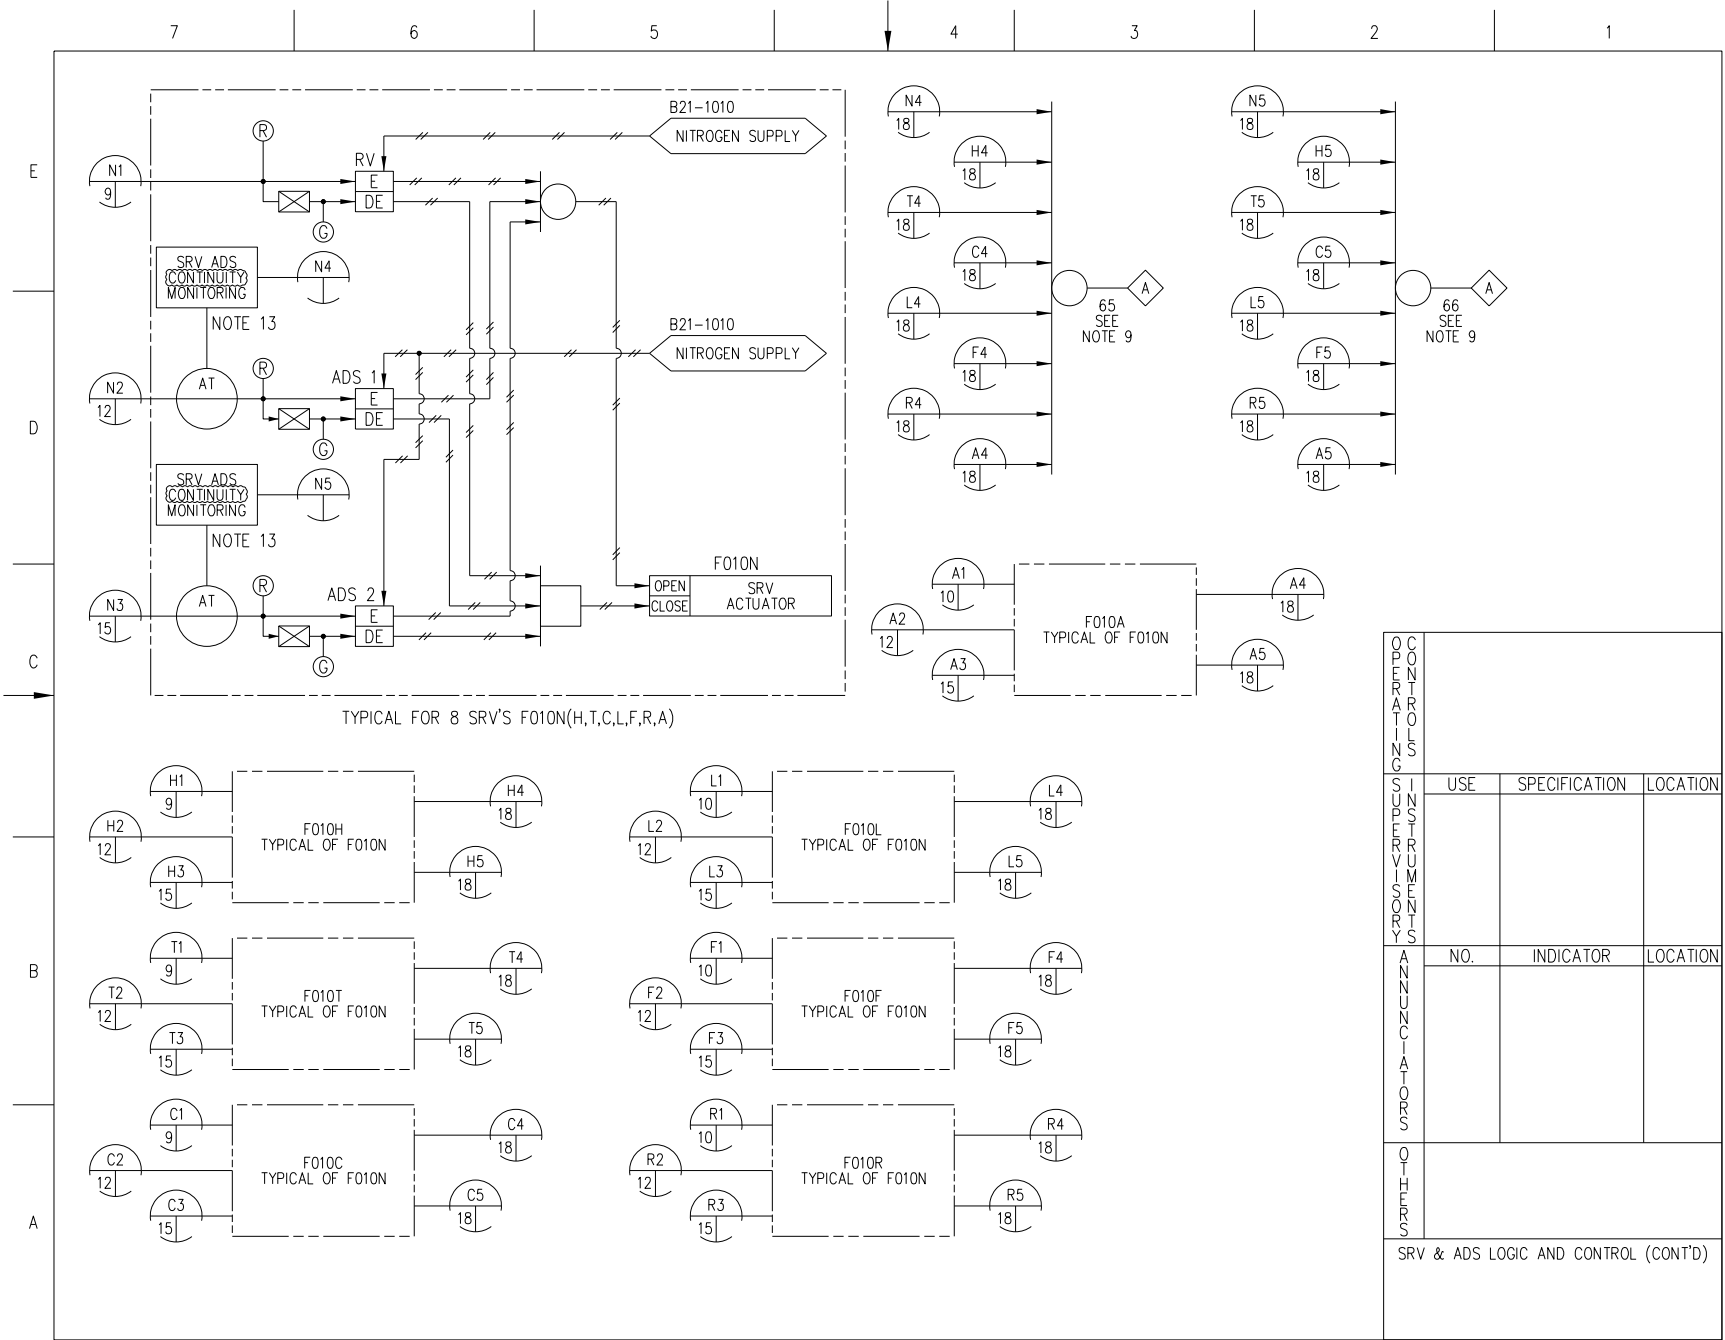 7 6 5 4 3 2 1
E
D
C
B
A
B21-1010
NITROGEN SUPPLY
R
RV
N1
9
E
DE
G
SRV ADS
CONTINUITY
MONITORING
N4
NOTE 13
B21-1010
NITROGEN SUPPLY
R
ADS 1
N2
12
AT
E
DE
G
SRV ADS
CONTINUITY
MONITORING
N5
NOTE 13
R
ADS 2
N3
15
AT
E
DE
G
F010N
OPEN
CLOSE
SRV
ACTUATOR
TYPICAL FOR 8 SRV'S F010N(H,T,C,L,F,R,A)
N4
18
H4
18
T4
18
C4
18
L4
18
F4
18
R4
18
A4
18
A
65
SEE
NOTE 9
N5
18
H5
18
T5
18
C5
18
L5
18
F5
18
R5
18
A5
18
A
66
SEE
NOTE 9
A1
10
A2
12
A3
15
F010A
TYPICAL OF F010N
A4
18
A5
18
H1
9
H2
12
H3
15
F010H
TYPICAL OF F010N
H4
18
H5
18
L1
10
L2
12
L3
15
F010L
TYPICAL OF F010N
L4
18
L5
18
T1
9
T2
12
T3
15
F010T
TYPICAL OF F010N
T4
18
T5
18
F1
10
F2
12
F3
15
F010F
TYPICAL OF F010N
F4
18
F5
18
C1
9
C2
12
C3
15
F010C
TYPICAL OF F010N
C4
18
C5
18
R1
10
R2
12
R3
15
F010R
TYPICAL OF F010N
R4
18
R5
18
OPERATING
CONTROLS
SUPERVISORY
INSTRUMENTS
USE SPECIFICATION LOCATION
ANNUNCIATORS
NO. INDICATOR LOCATION
OTHERS
SRV & ADS LOGIC AND CONTROL (CONT'D)